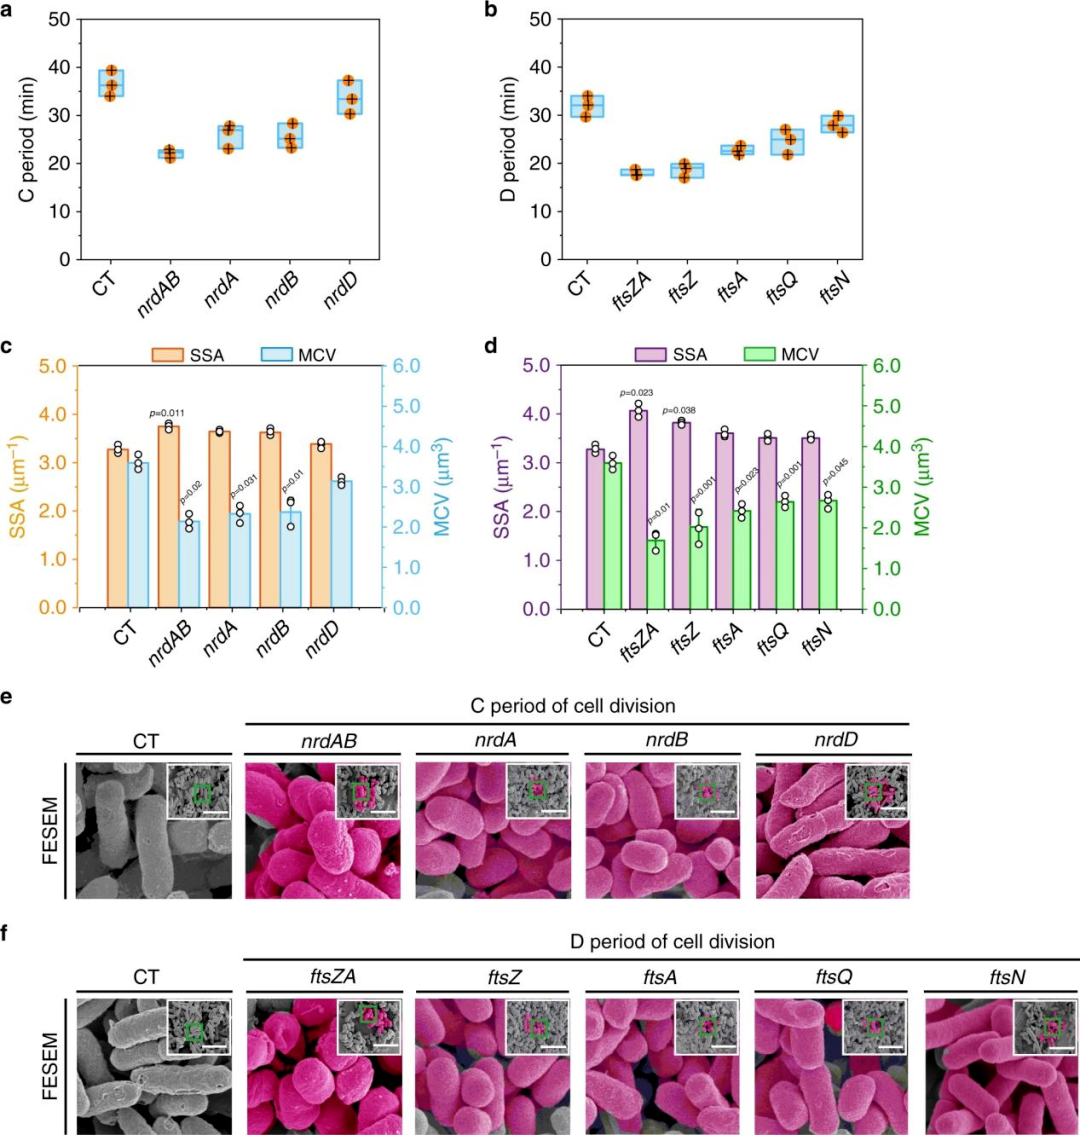 a
50
40
30
20
10
0
C period (min)
CT
nrdAB
nrdA
nrdB
nrdD
b
50
40
30
20
10
0
D period (min)
CT
ftsZA
ftsZ
ftsA
ftsQ
ftsN
c
SSA MCV
5.0
4.0
3.0
2.0
1.0
0.0
SSA (μm⁻¹)
p=0.011
p=0.02
p=0.031
p=0.01
6.0
5.0
4.0
3.0
2.0
1.0
0.0
MCV (μm³)
CT
nrdAB
nrdA
nrdB
nrdD
d
SSA MCV
5.0
4.0
3.0
2.0
1.0
0.0
SSA (μm⁻¹)
p=0.023
p=0.038
p=0.01
p=0.001
p=0.023
p=0.001
p=0.045
6.0
5.0
4.0
3.0
2.0
1.0
0.0
MCV (μm³)
CT
ftsZA
ftsZ
ftsA
ftsQ
ftsN
e
C period of cell division
CT nrdAB nrdA nrdB nrdD
FESEM
f
D period of cell division
CT ftsZA ftsZ ftsA ftsQ ftsN
FESEM